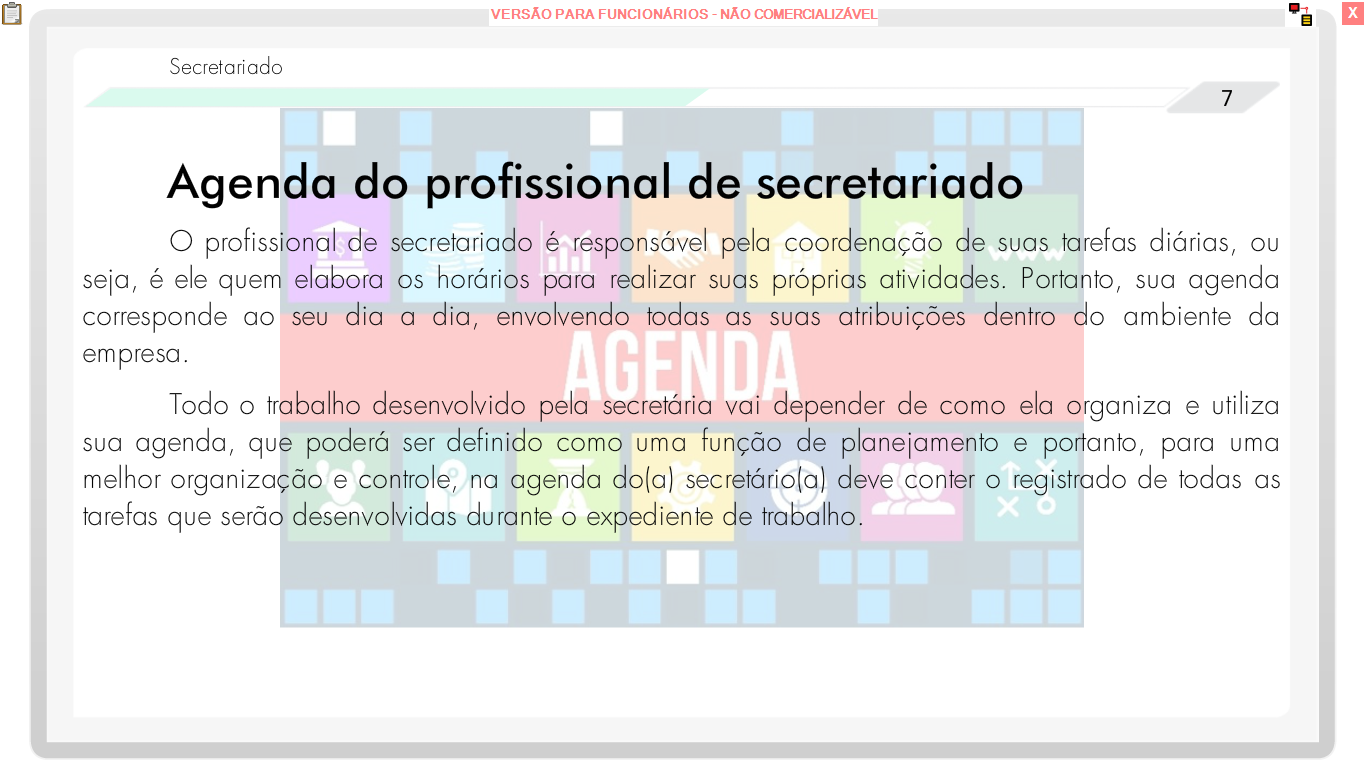 VERSÃO PARA FUNCIONÁRIOS - NÃO COMERCIALIZÁVEL
X
Secretariado
7
Agenda do profissional de secretariado
O profissional de secretariado é responsável pela coordenação de suas tarefas diárias, ou
seja, é ele quem elabora os horários para realizar suas próprias atividades. Portanto, sua agenda
corresponde ao seu dia a dia, envolvendo todas as suas atribuições dentro do ambiente da
empresa.
Todo o trabalho desenvolvido pela secretária vai depender de como ela organiza e utiliza
sua agenda, que poderá ser definido como uma função de planejamento e portanto, para uma
melhor organização e controle, na agenda do(a) secretário(a) deve conter o registrado de todas as
tarefas que serão desenvolvidas durante o expediente de trabalho.
www
AGENDA